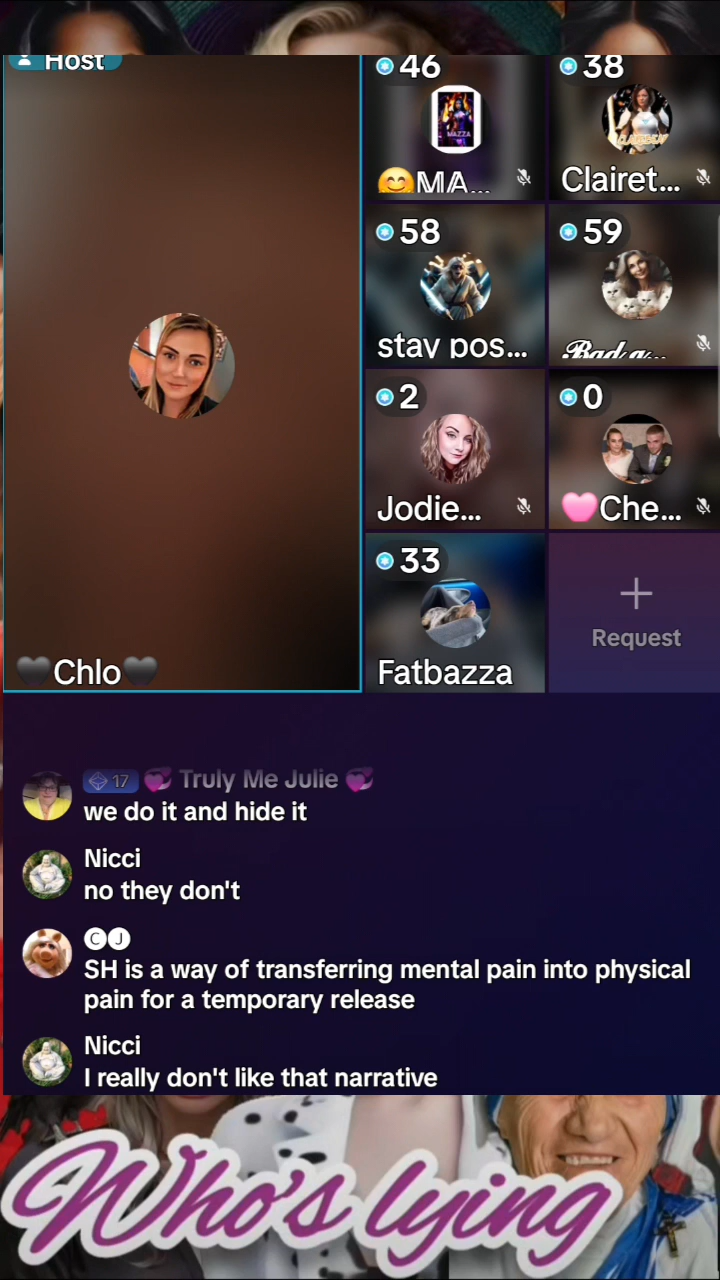 Host
46
38
😊MA...
Clairet...
58
59
stay pos...
Bad a...
2
0
Jodie...
🩷Che...
33
Request
🖤Chlo🖤
Fatbazza
17 💞 Truly Me Julie 💞
we do it and hide it
Nicci
no they don't
🅒🅙
SH is a way of transferring mental pain into physical
pain for a temporary release
Nicci
I really don't like that narrative
Who's lying